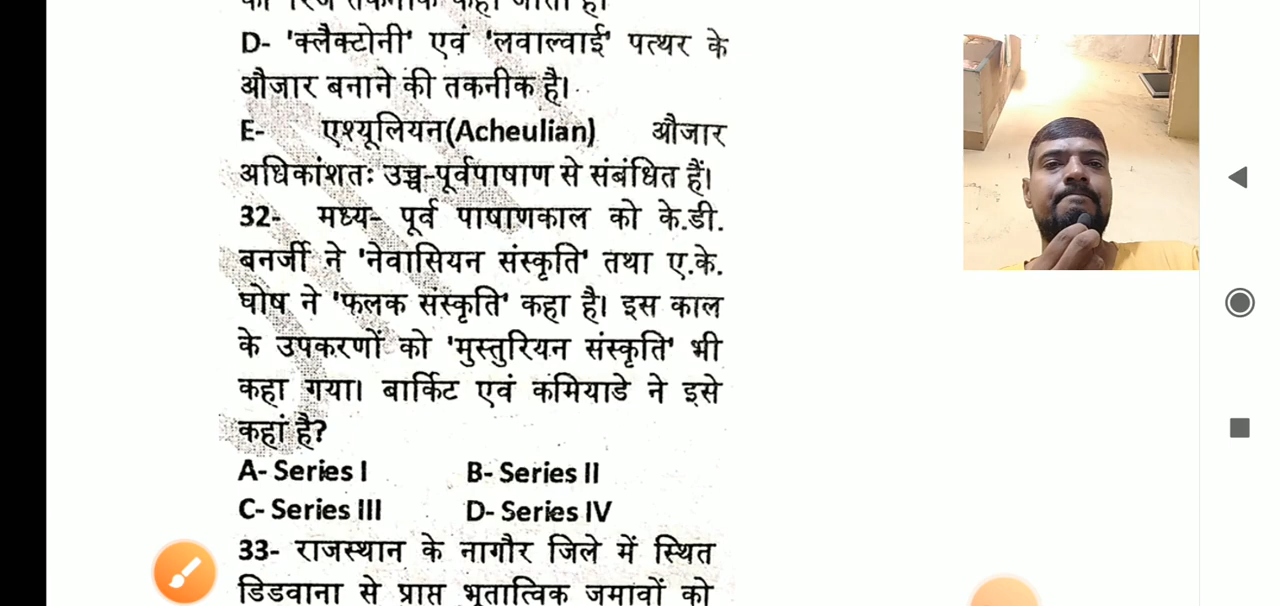 D- 'क्लैक्टोनी' एवं 'लवाल्वाई' पत्थर के
औजार बनाने की तकनीक है।
E- एश्यूलियन(Acheulian) औजार
अधिकांशतः उच्च-पूर्वपाषाण से संबंधित हैं।
32- मध्य- पूर्व पाषाणकाल को के.डी.
बनर्जी ने 'नेवासियन संस्कृति' तथा ए.के.
घोष ने 'फलक संस्कृति' कहा है। इस काल
के उपकरणों को 'मुस्तुरियन संस्कृति' भी
कहा गया। बार्किट एवं कमियाडे ने इसे
कहां है?
A- Series I B- Series II
C- Series III D- Series IV
33- राजस्थान के नागौर जिले में स्थित
डिडवाना से प्राप्त भूतात्विक जमावों को